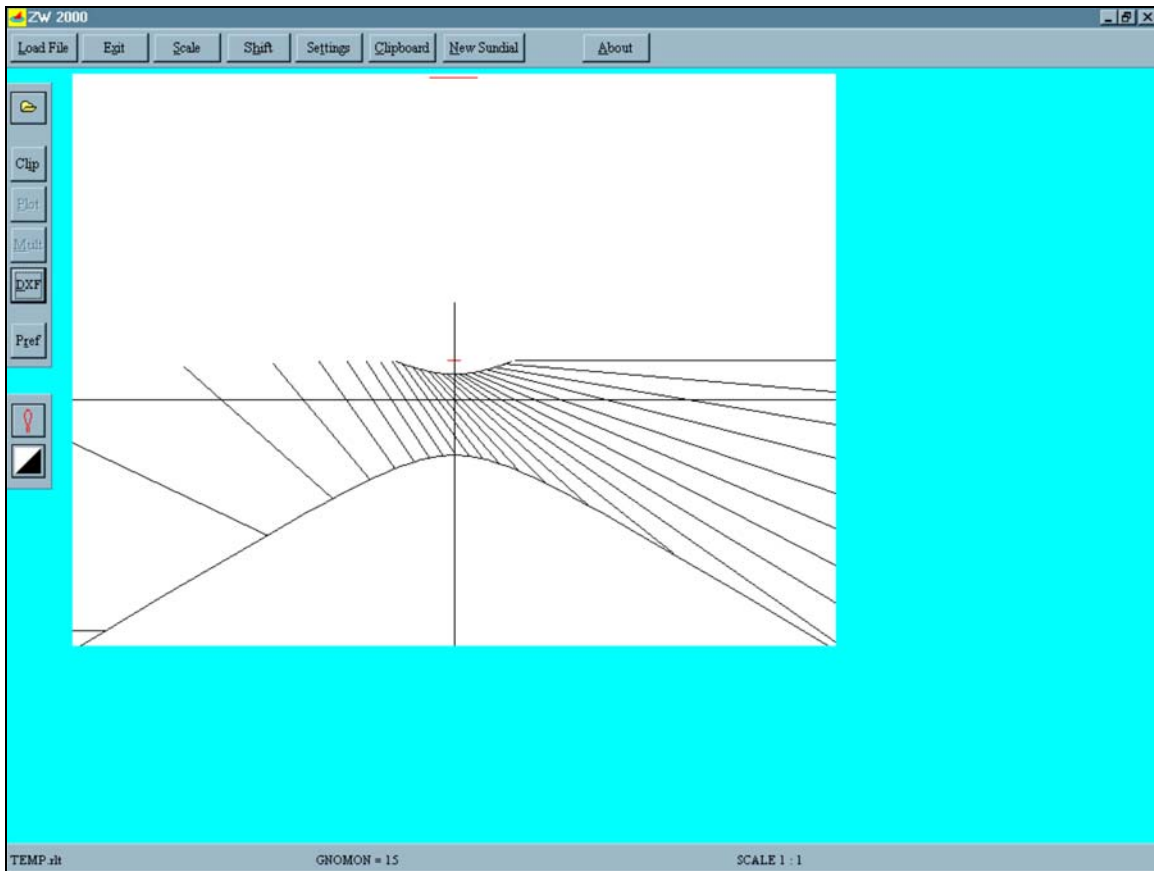 ZW 2000
Load File Exit Scale Shift Settings Clipboard New Sundial About
Clip
Plot
Mult
DXF
Pref
TEMP.rlt GNOMON = 15 SCALE 1 : 1